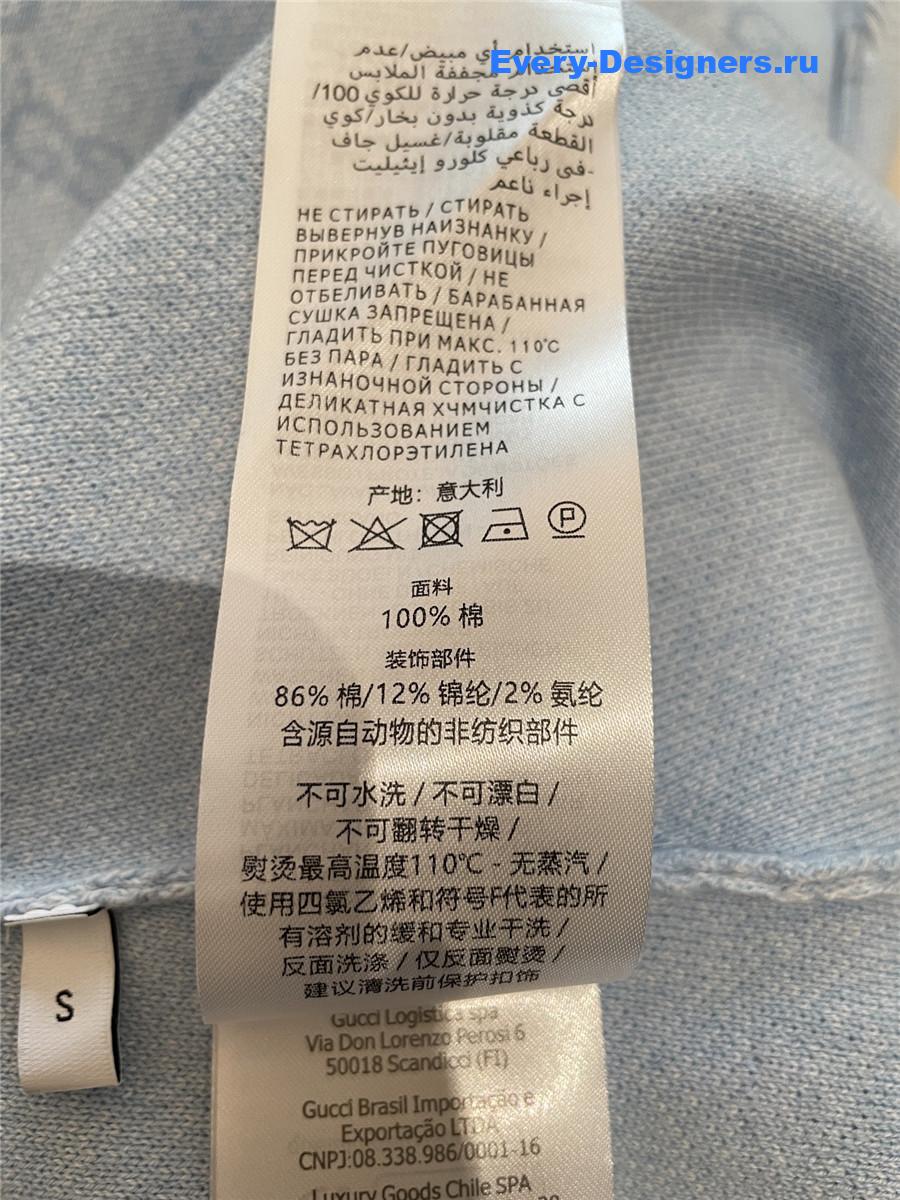 Every-Designers.ru
استخدام أي مبيض/عدم
مجففة الملابس
أقصى درجة حرارة للكوي 100/
درجة كذوية بدون بخار/كوي
القطعة مقلوبة/غسيل جاف
-في رباعي كلورو إيثيليت
إجراء ناعم
НЕ СТИРАТЬ / СТИРАТЬ
ВЫВЕРНУВ НАИЗНАНКУ /
ПРИКРОЙТЕ ПУГОВИЦЫ
ПЕРЕД ЧИСТКОЙ / НЕ
ОТБЕЛИВАТЬ / БАРАБАННАЯ
СУШКА ЗАПРЕЩЕНА /
ГЛАДИТЬ ПРИ МАКС. 110°C
БЕЗ ПАРА / ГЛАДИТЬ С
ИЗНАНОЧНОЙ СТОРОНЫ /
ДЕЛИКАТНАЯ ХЧМЧИСТКА С
ИСПОЛЬЗОВАНИЕМ
ТЕТРАХЛОРЭТИЛЕНА
产地: 意大利
P
面料
100% 棉
装饰部件
86% 棉/12% 锦纶/2% 氨纶
含源自动物的非纺织部件
不可水洗 / 不可漂白 /
不可翻转干燥 /
熨烫最高温度110℃ - 无蒸汽 /
使用四氯乙烯和符号F代表的所
有溶剂的缓和专业干洗 /
反面洗涤 / 仅反面熨烫 /
建议清洗前保护扣饰
S
Gucci Logistica spa
Via Don Lorenzo Perosi 6
50018 Scandicci (FI)
Gucci Brasil Importação e
Exportação LTDA
CNPJ:08.338.986/0001-16
Luxury Goods Chile SPA